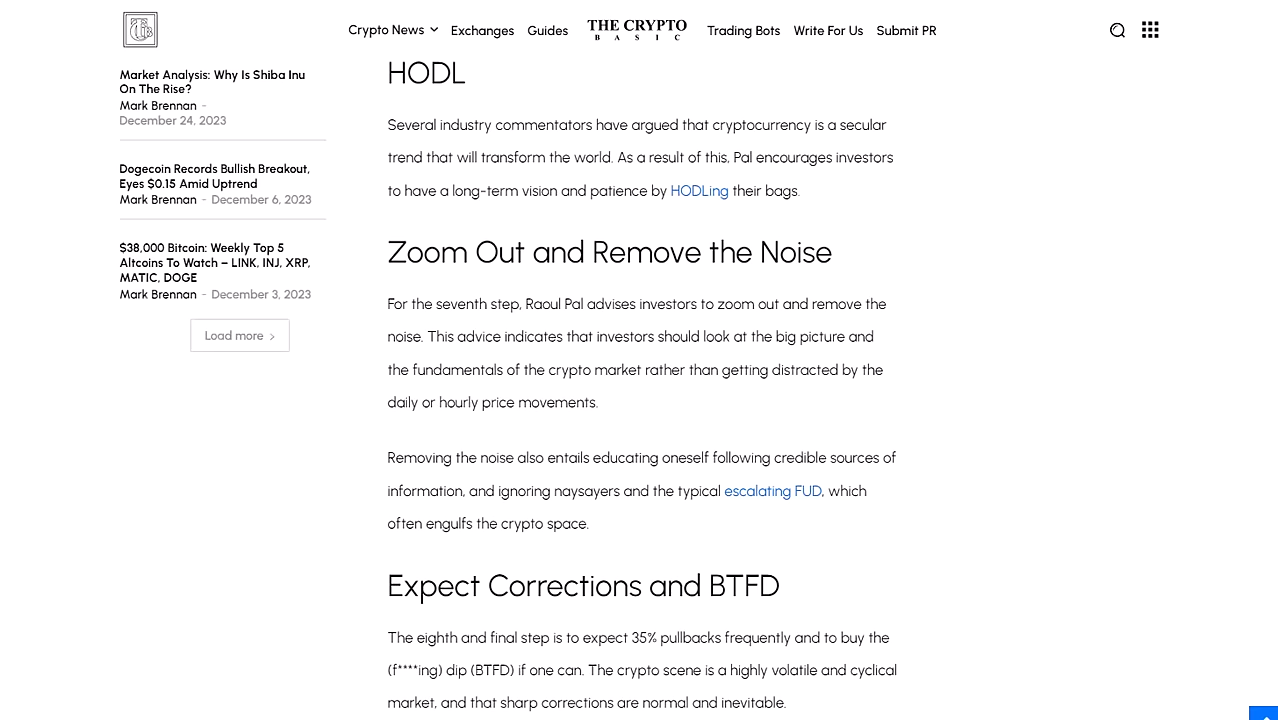 Crypto News
Exchanges
Guides
THE CRYPTO
BASIC
Trading Bots
Write For Us
Submit PR
Market Analysis: Why Is Shiba Inu
On The Rise?
Mark Brennan -
December 24, 2023
Dogecoin Records Bullish Breakout,
Eyes $0.15 Amid Uptrend
Mark Brennan - December 6, 2023
$38,000 Bitcoin: Weekly Top 5
Altcoins To Watch – LINK, INJ, XRP,
MATIC, DOGE
Mark Brennan - December 3, 2023
Load more
HODL
Several industry commentators have argued that cryptocurrency is a secular
trend that will transform the world. As a result of this, Pal encourages investors
to have a long-term vision and patience by HODLing their bags.
Zoom Out and Remove the Noise
For the seventh step, Raoul Pal advises investors to zoom out and remove the
noise. This advice indicates that investors should look at the big picture and
the fundamentals of the crypto market rather than getting distracted by the
daily or hourly price movements.
Removing the noise also entails educating oneself following credible sources of
information, and ignoring naysayers and the typical escalating FUD, which
often engulfs the crypto space.
Expect Corrections and BTFD
The eighth and final step is to expect 35% pullbacks frequently and to buy the
(f****ing) dip (BTFD) if one can. The crypto scene is a highly volatile and cyclical
market, and that sharp corrections are normal and inevitable.